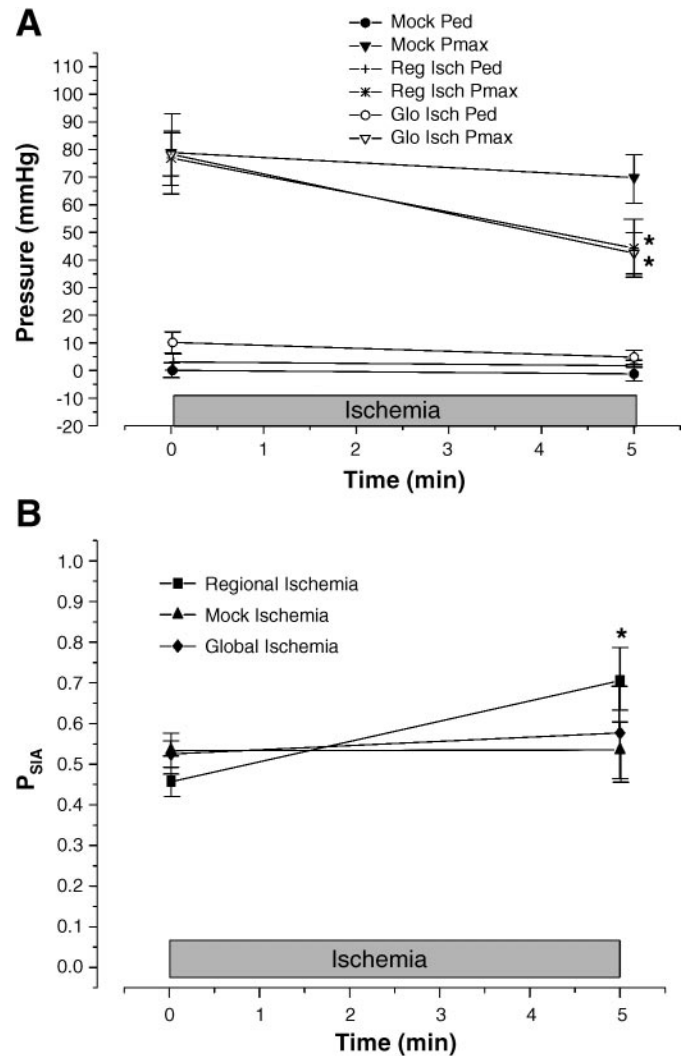 A
Mock Ped
Mock Pmax
Reg Isch Ped
Reg Isch Pmax
Glo Isch Ped
Glo Isch Pmax
110
100
90
80
70
60
50
40
30
20
10
0
-10
-20
Pressure (mmHg)
*
*
Ischemia
0 1 2 3 4 5
Time (min)
B
1.0
0.9
0.8
0.7
0.6
0.5
0.4
0.3
0.2
0.1
0.0
PSIA
Regional Ischemia
Mock Ischemia
Global Ischemia
*
Ischemia
0 1 2 3 4 5
Time (min)